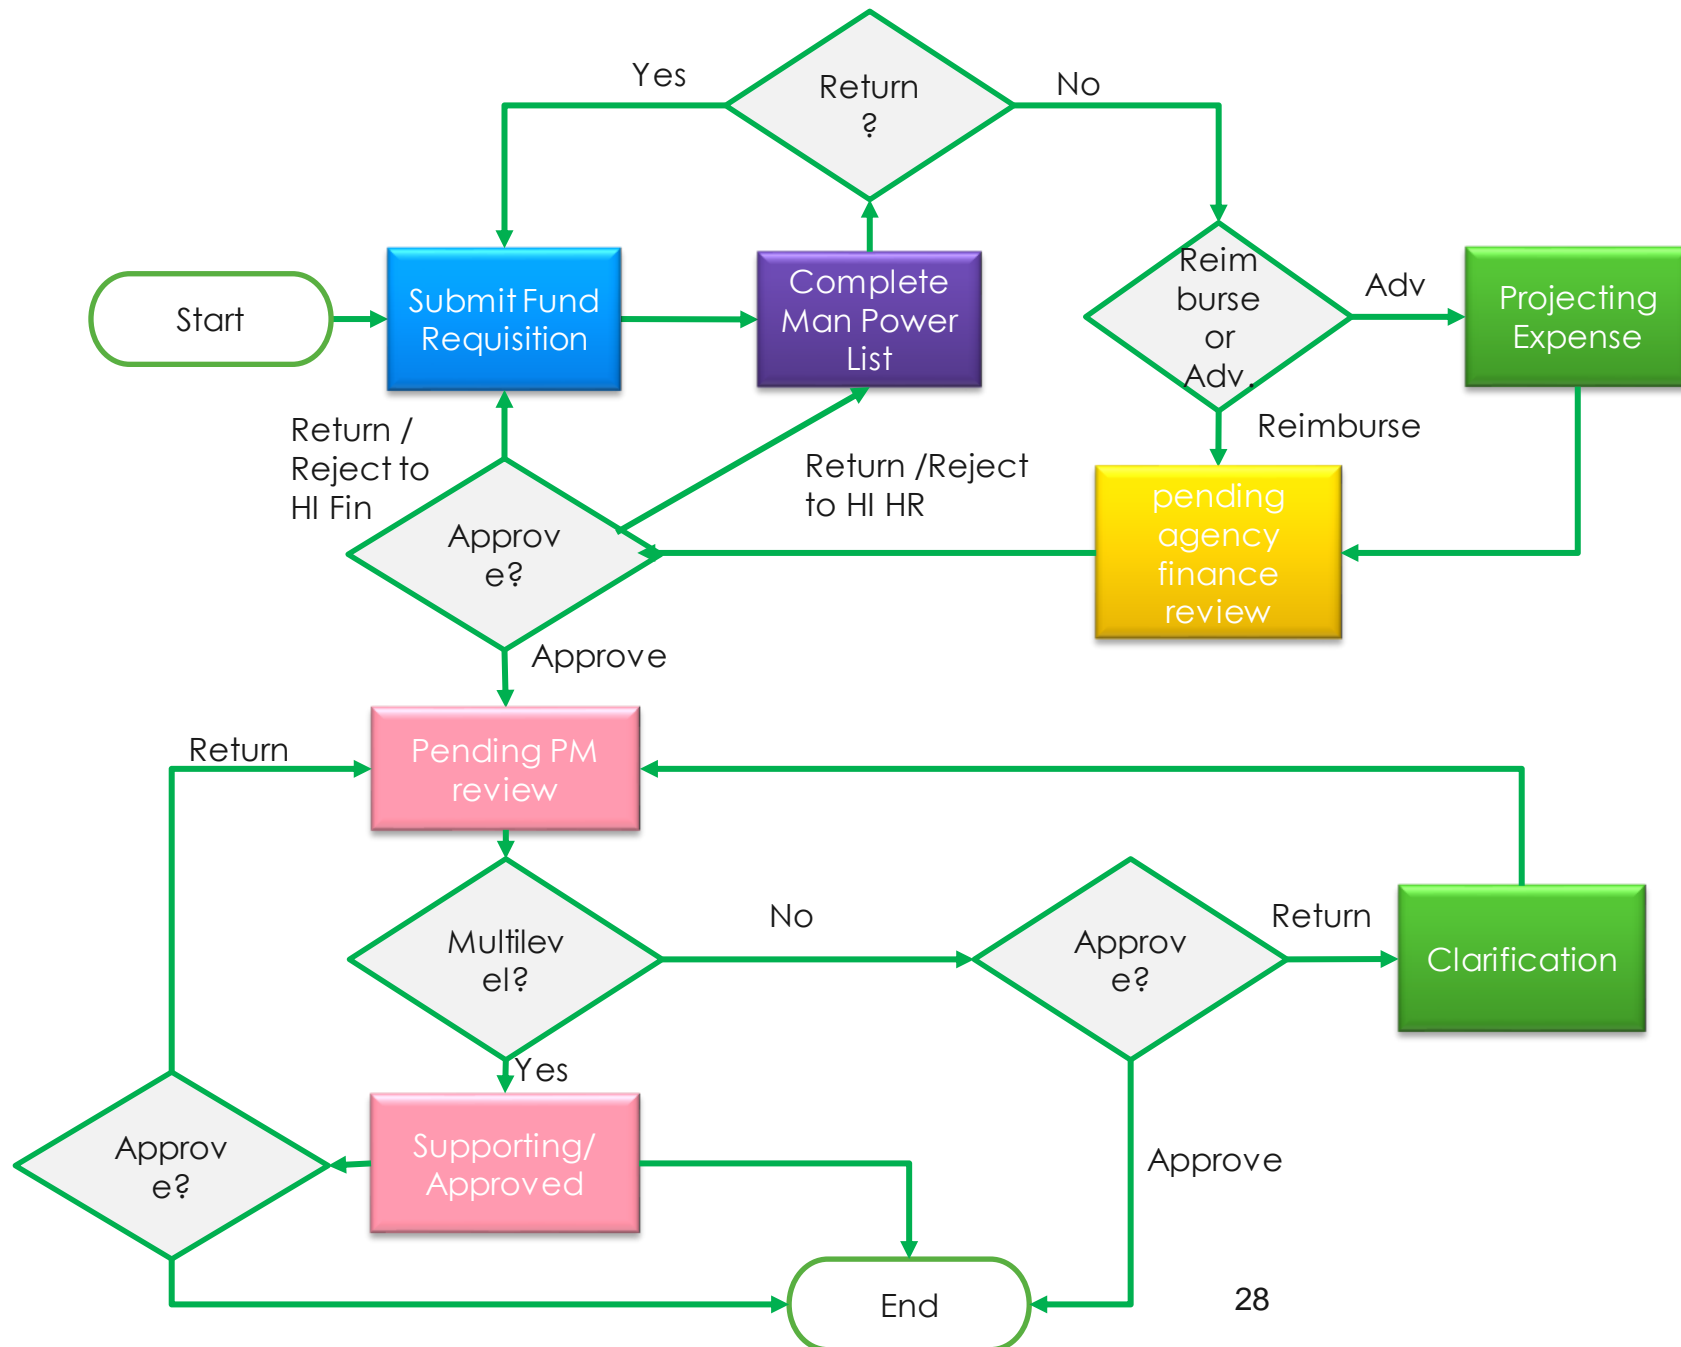 Yes
Return
?
No
Start
Submit Fund
Requisition
Complete
Man Power
List
Reim
burse
or
Adv.
Adv
Projecting
Expense
Return /
Reject to
HI Fin
Return /Reject
to HI HR
Reimburse
Approv
e?
pending
agency
finance
review
Approve
Return
Pending PM
review
Multilev
el?
No
Approv
e?
Return
Clarification
Yes
Approv
e?
Supporting/
Approved
Approve
End
28